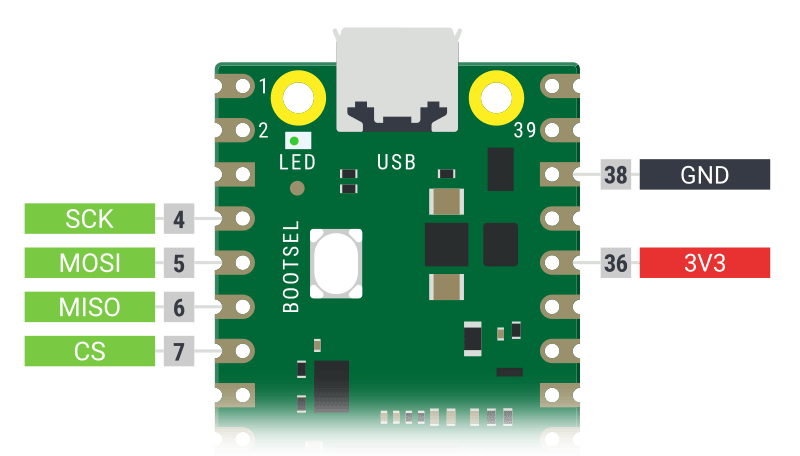 1
2
39
LED
USB
38 GND
SCK 4
MOSI 5
36 3V3
BOOTSEL
MISO 6
CS 7